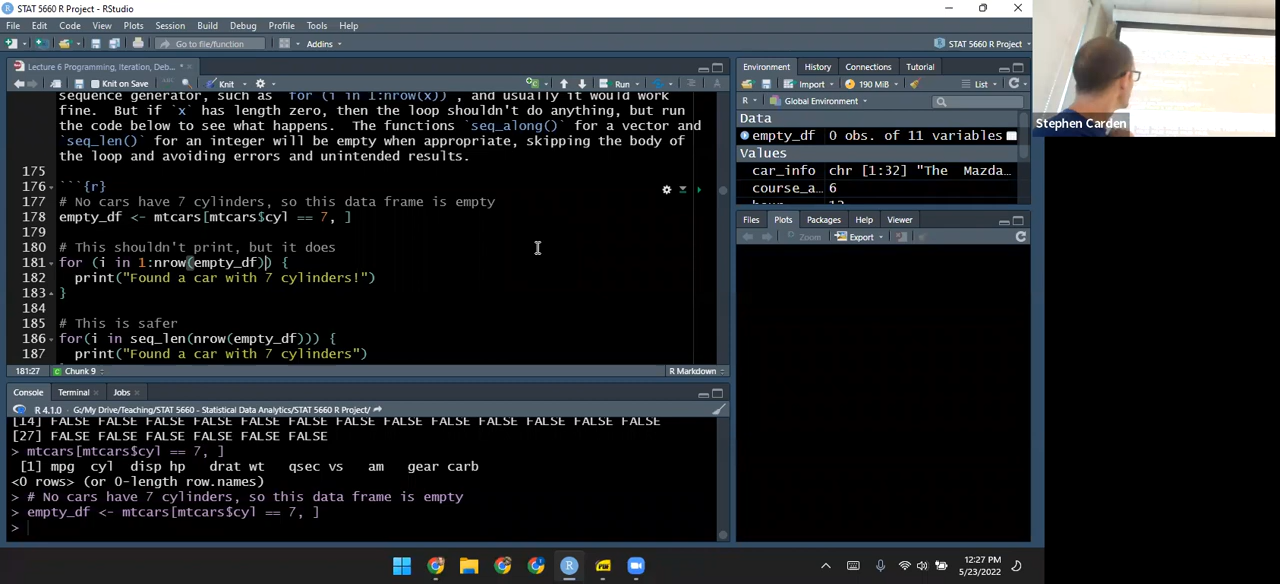 STAT 5660 R Project - RStudio
File Edit Code View Plots Session Build Debug Profile Tools Help
Go to file/function Addins STAT 5660 R Project
Lecture 6 Programming, Iteration, Deb...
Knit on Save Knit Run
sequence generator, such as `for (i in 1:nrow(x))`, and usually it would work
fine.  But if `x` has length zero, then the loop shouldn't do anything, but run
the code below to see what happens.  The functions `seq_along()` for a vector and
`seq_len()` for an integer will be empty when appropriate, skipping the body of
the loop and avoiding errors and unintended results.
175
176 ```{r}
177 # No cars have 7 cylinders, so this data frame is empty
178 empty_df <- mtcars[mtcars$cyl == 7, ]
179
180 # This shouldn't print, but it does
181 for (i in 1:nrow(empty_df)) {
182   print("Found a car with 7 cylinders!")
183 }
184
185 # This is safer
186 for(i in seq_len(nrow(empty_df))) {
187   print("Found a car with 7 cylinders")
181:27 Chunk 9 R Markdown
Console Terminal Jobs
R 4.1.0 · G:/My Drive/Teaching/STAT 5660 - Statistical Data Analytics/STAT 5660 R Project/
[14] FALSE FALSE FALSE FALSE FALSE FALSE FALSE FALSE FALSE FALSE FALSE FALSE FALSE
[27] FALSE FALSE FALSE FALSE FALSE FALSE
> mtcars[mtcars$cyl == 7, ]
 [1] mpg  cyl  disp hp   drat wt   qsec vs   am   gear carb
<0 rows> (or 0-length row.names)
> # No cars have 7 cylinders, so this data frame is empty
> empty_df <- mtcars[mtcars$cyl == 7, ]
>
Environment History Connections Tutorial
Import 190 MiB List
R Global Environment
Data
empty_df 0 obs. of 11 variables
Values
car_info chr [1:32] "The  Mazda...
course_a... 6
Files Plots Packages Help Viewer
Zoom Export
Stephen Carden
12:27 PM
5/23/2022